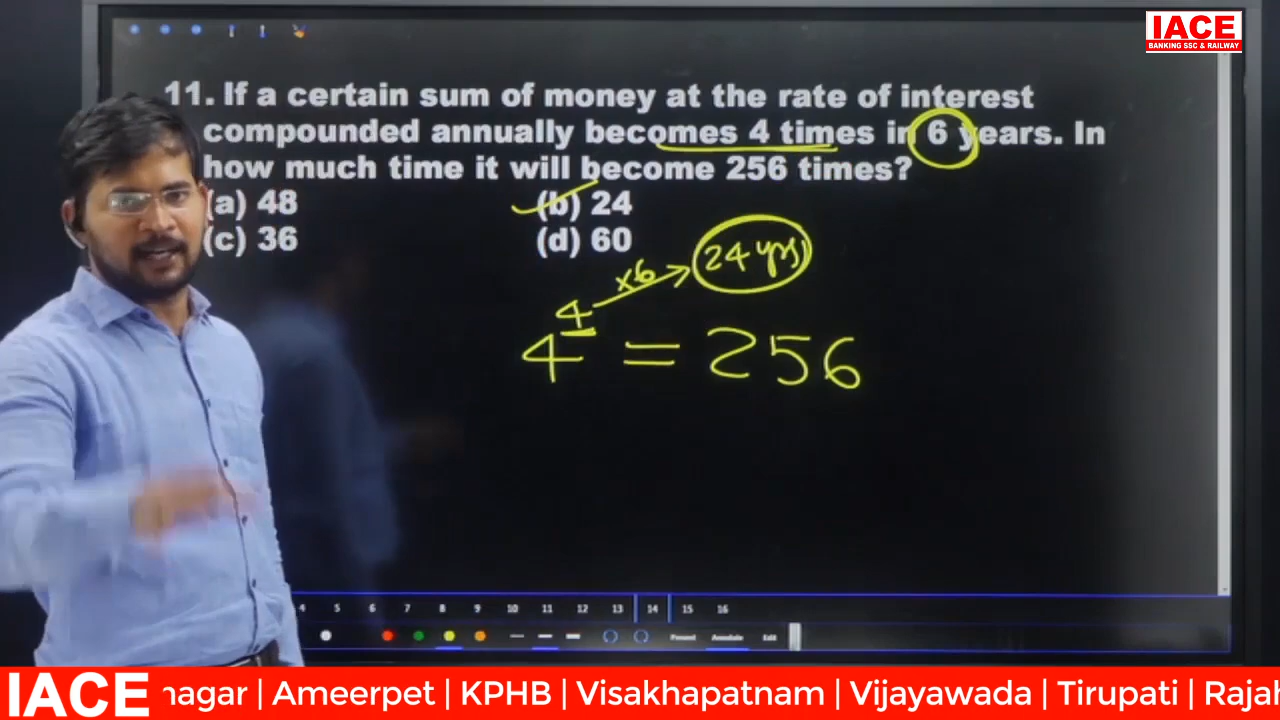 IACE
BANKING SSC & RAILWAY
11. If a certain sum of money at the rate of interest
compounded annually becomes 4 times in 6 years. In
how much time it will become 256 times?
(a) 48
(b) 24
(c) 36
(d) 60
×6
24 yrs
4^4 = 256
4 5 6 7 8 9 10 11 12 13 14 15 16
Present Annotate Edit
IACE
nagar | Ameerpet | KPHB | Visakhapatnam | Vijayawada | Tirupati | Rajah